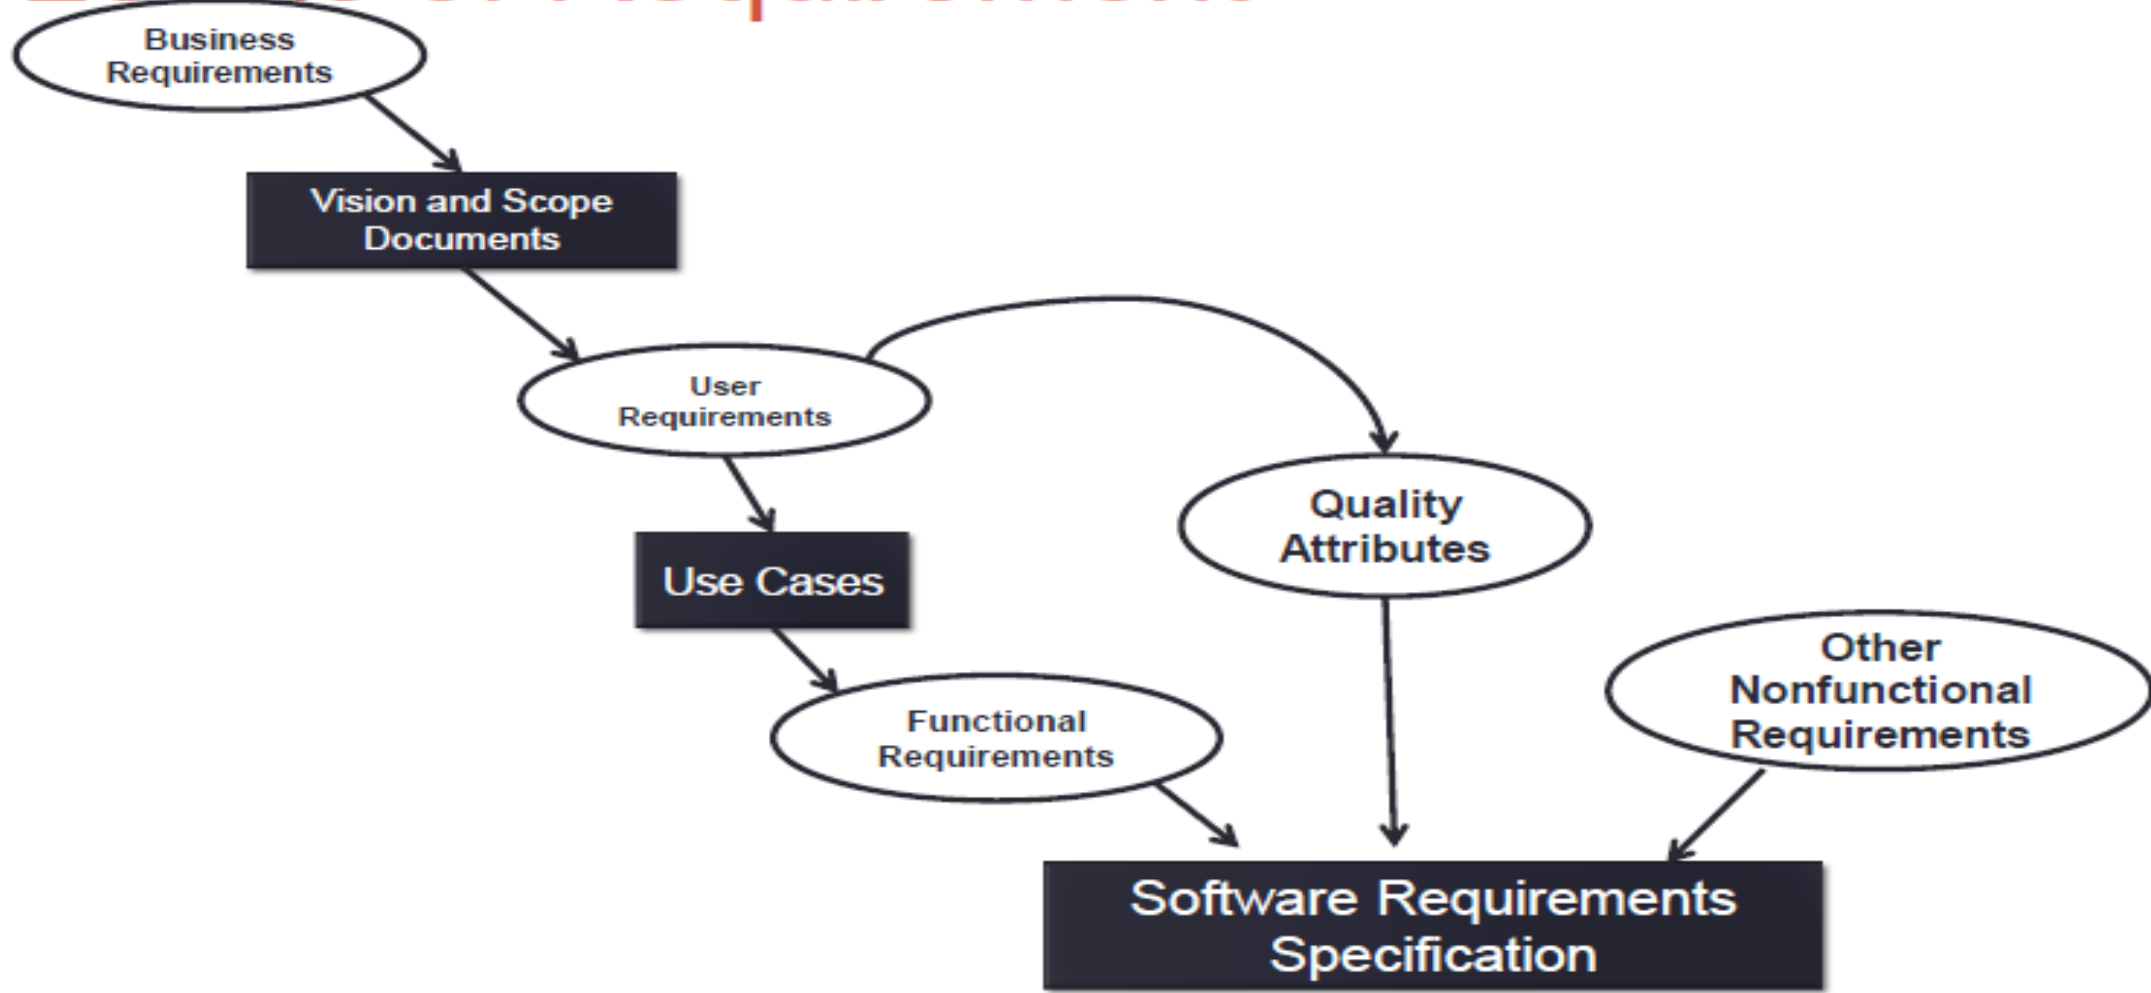 Business
Requirements
Vision and Scope
Documents
User
Requirements
Use Cases
Quality
Attributes
Functional
Requirements
Other
Nonfunctional
Requirements
Software Requirements
Specification